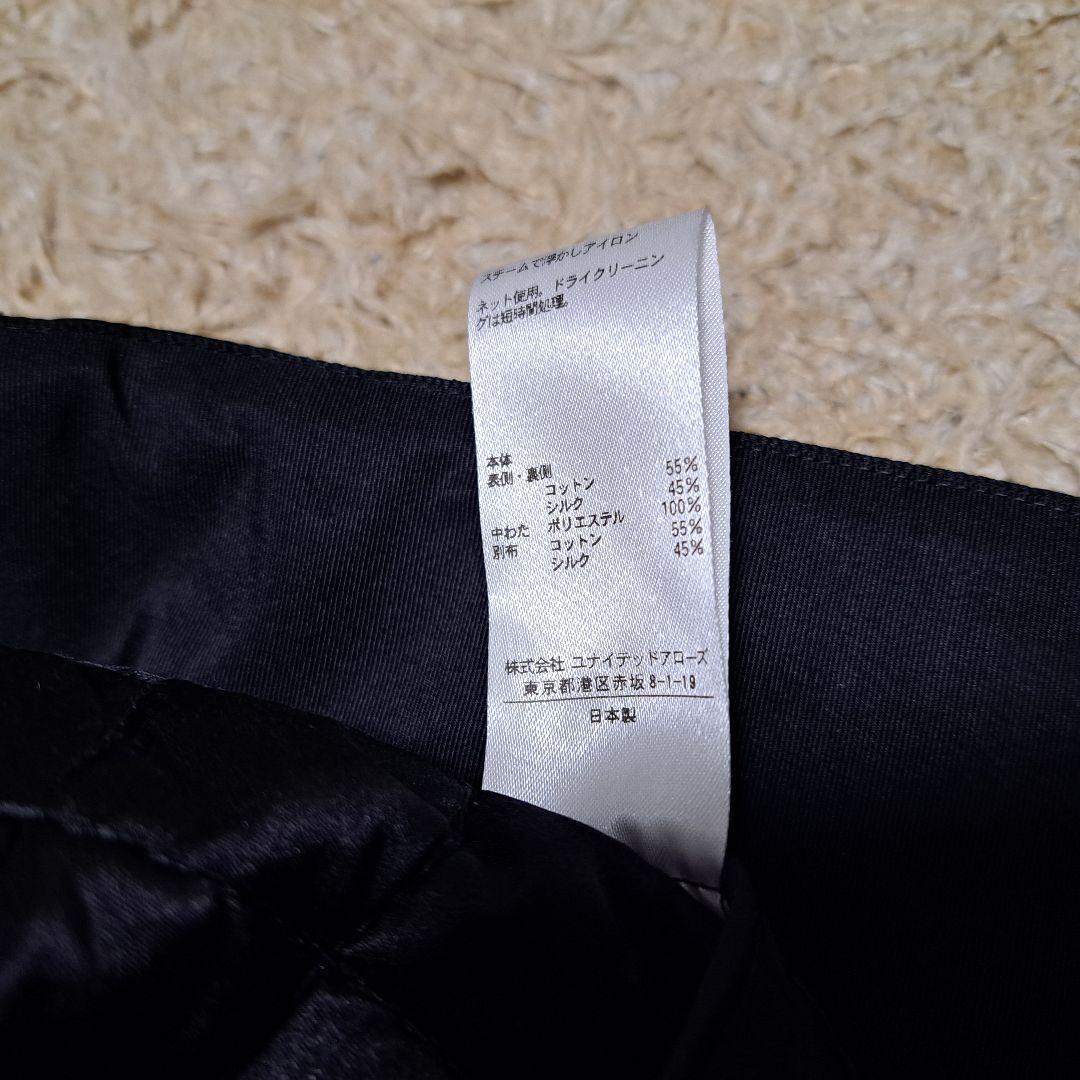 スチームで浮かしアイロン
ネット使用。ドライクリーニン
グは短時間処理。
本体
表側・裏側
コットン 55%
シルク 45%
中わた ポリエステル 100%
別布 コットン 55%
シルク 45%
株式会社 ユナイテッドアローズ
東京都港区赤坂8-1-19
日本製